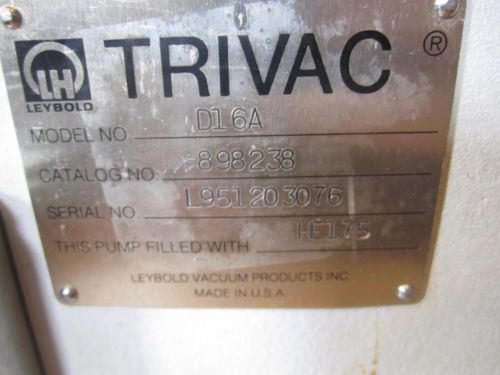 LH
LEYBOLD
TRIVAC ®
MODEL NO. D16A
CATALOG NO. 898238
SERIAL NO. L951203076
THIS PUMP FILLED WITH HE175
LEYBOLD VACUUM PRODUCTS INC.
MADE IN U.S.A.